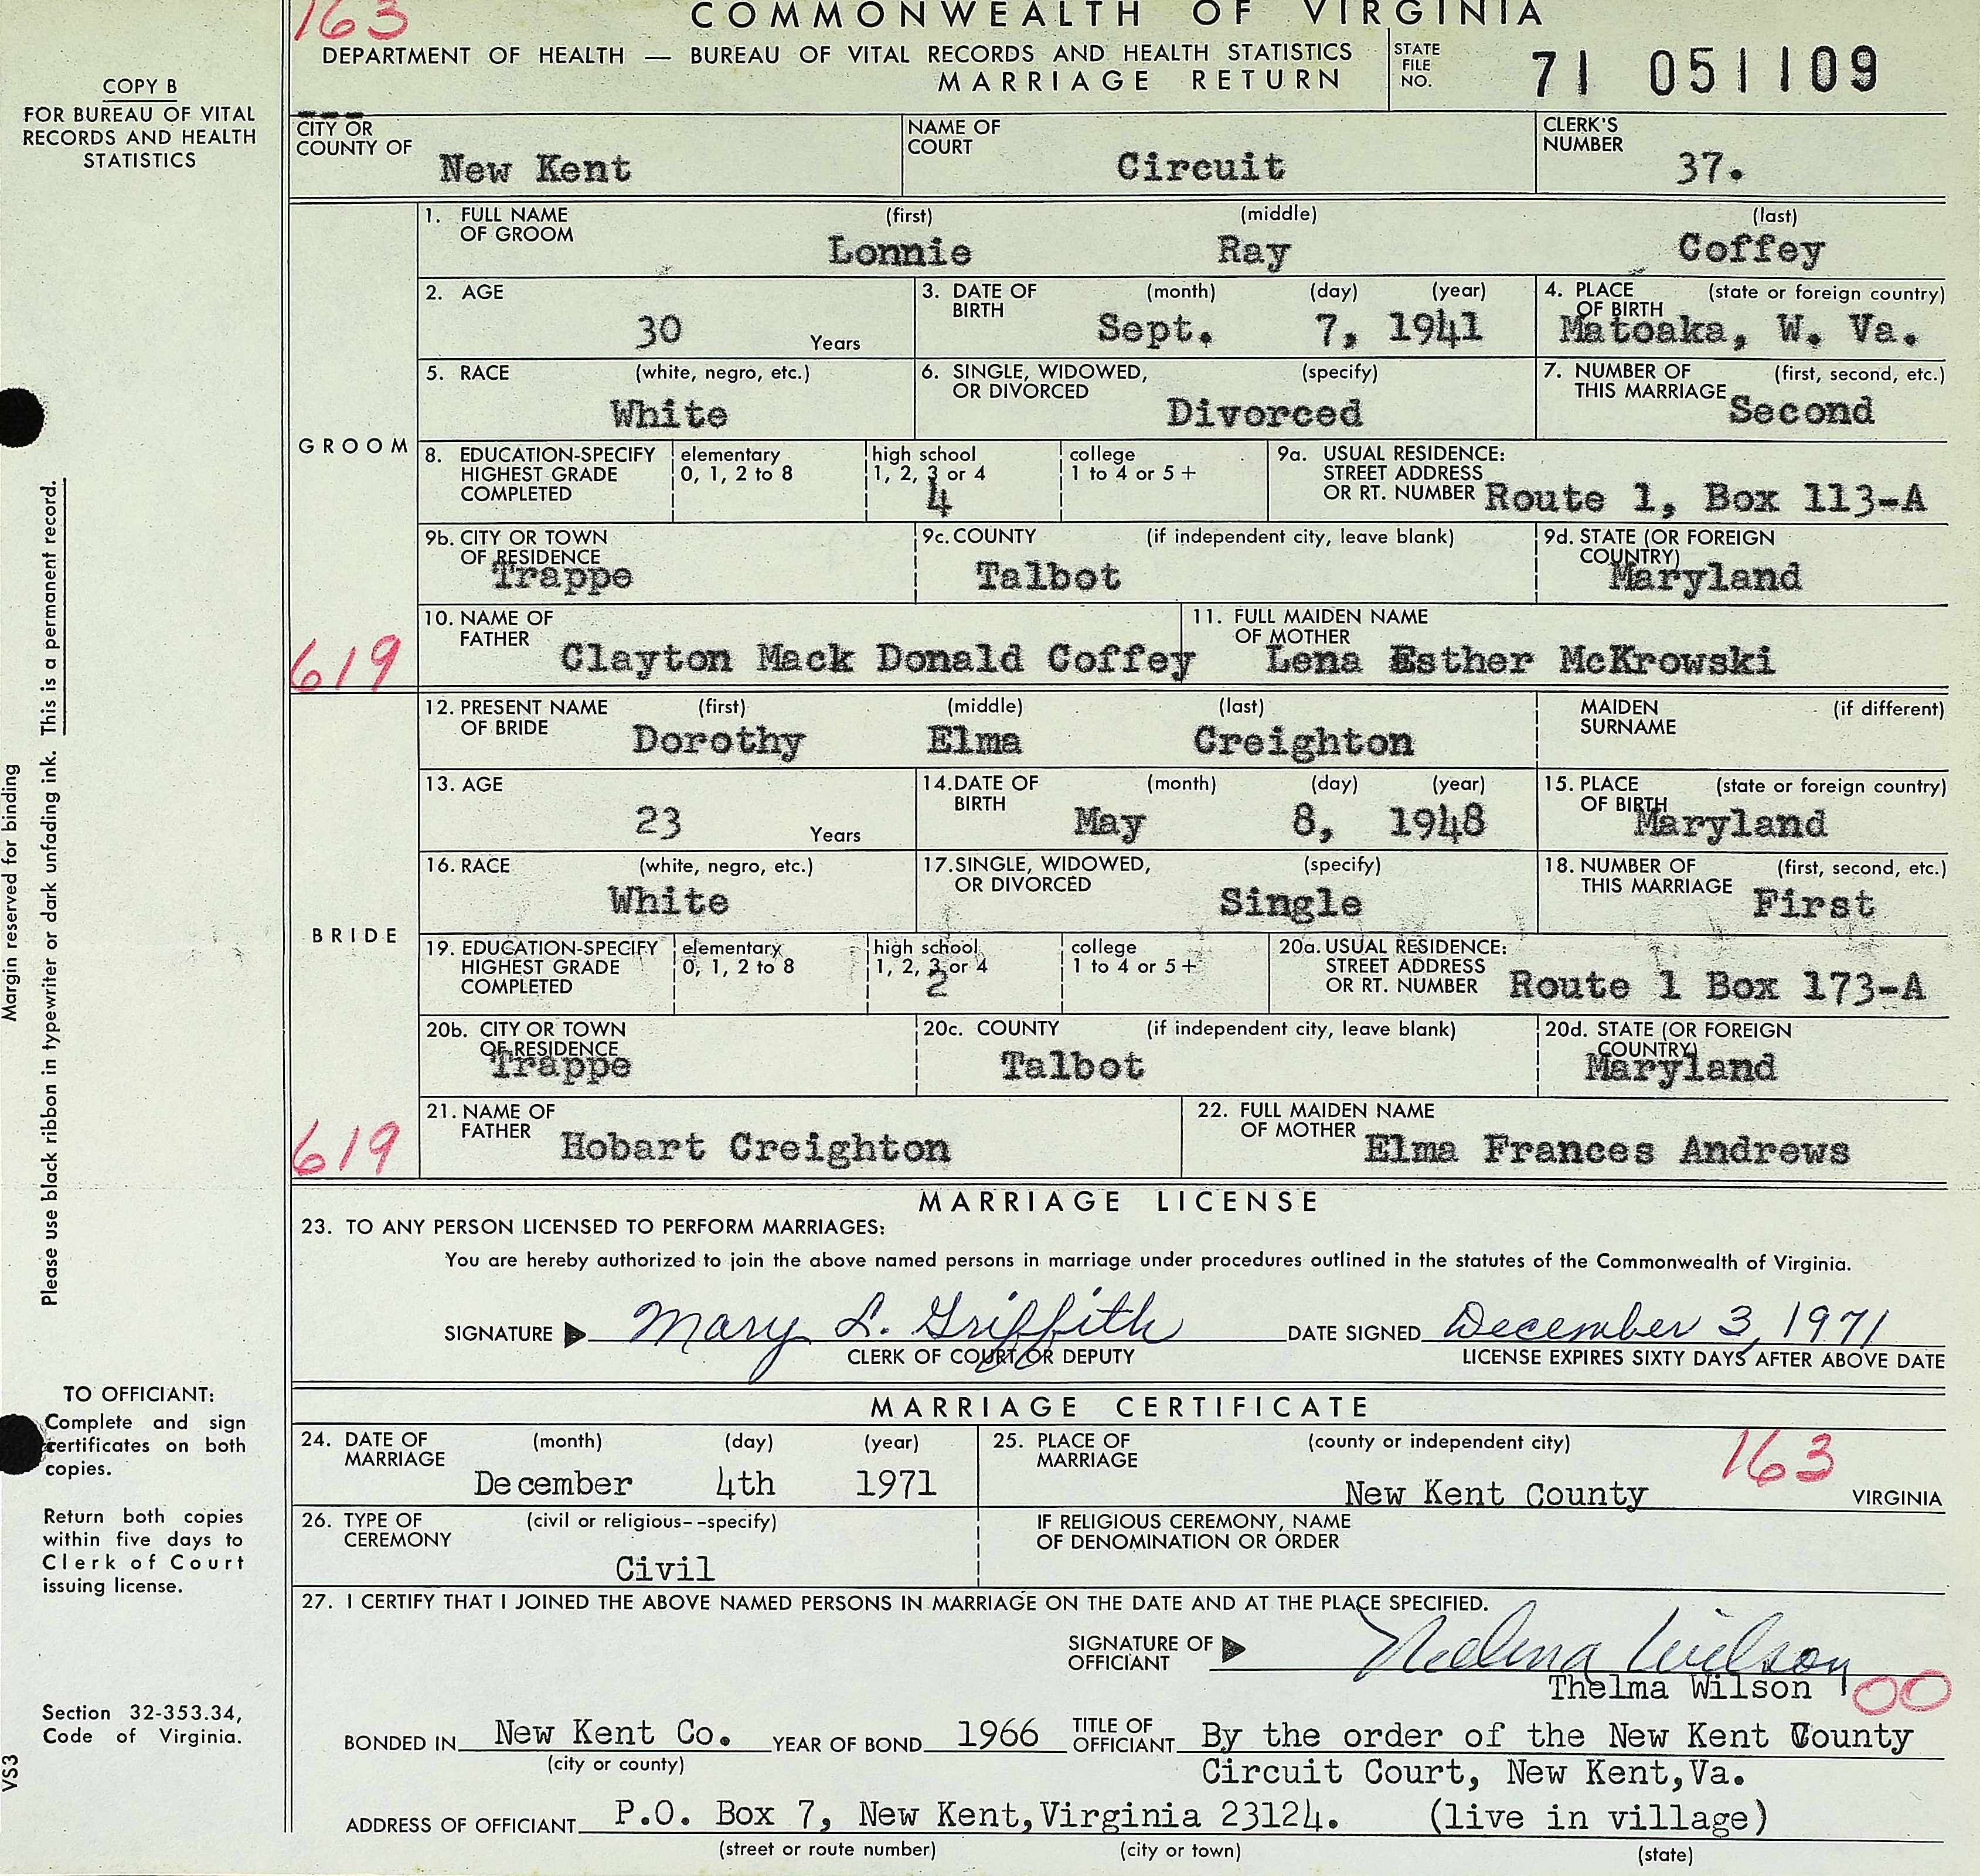 163
COMMONWEALTH OF VIRGINIA
DEPARTMENT OF HEALTH — BUREAU OF VITAL RECORDS AND HEALTH STATISTICS
MARRIAGE RETURN
STATE FILE NO. 71 051109
COPY B
FOR BUREAU OF VITAL
RECORDS AND HEALTH
STATISTICS
CITY OR COUNTY OF New Kent
NAME OF COURT Circuit
CLERK'S NUMBER 37.
GROOM
1. FULL NAME OF GROOM (first) Lonnie (middle) Ray (last) Coffey
2. AGE 30 Years
3. DATE OF BIRTH (month) (day) (year) Sept. 7, 1941
4. PLACE OF BIRTH (state or foreign country) Matoaka, W. Va.
5. RACE (white, negro, etc.) White
6. SINGLE, WIDOWED, OR DIVORCED (specify) Divorced
7. NUMBER OF THIS MARRIAGE (first, second, etc.) Second
8. EDUCATION-SPECIFY HIGHEST GRADE COMPLETED elementary 0, 1, 2 to 8 high school 1, 2, 3 or 4 4 college 1 to 4 or 5+
9a. USUAL RESIDENCE: STREET ADDRESS OR RT. NUMBER Route 1, Box 113-A
9b. CITY OR TOWN OF RESIDENCE Trappe
9c. COUNTY (if independent city, leave blank) Talbot
9d. STATE (OR FOREIGN COUNTRY) Maryland
10. NAME OF FATHER Clayton Mack Donald Coffey
11. FULL MAIDEN NAME OF MOTHER Lena Esther McKrowski
619
BRIDE
12. PRESENT NAME OF BRIDE (first) Dorothy (middle) Elma (last) Creighton
MAIDEN SURNAME (if different)
13. AGE 23 Years
14. DATE OF BIRTH (month) (day) (year) May 8, 1948
15. PLACE OF BIRTH (state or foreign country) Maryland
16. RACE (white, negro, etc.) White
17. SINGLE, WIDOWED, OR DIVORCED (specify) Single
18. NUMBER OF THIS MARRIAGE (first, second, etc.) First
19. EDUCATION-SPECIFY HIGHEST GRADE COMPLETED elementary 0, 1, 2 to 8 high school 1, 2, 3 or 4 2 college 1 to 4 or 5+
20a. USUAL RESIDENCE: STREET ADDRESS OR RT. NUMBER Route 1 Box 173-A
20b. CITY OR TOWN OF RESIDENCE Trappe
20c. COUNTY (if independent city, leave blank) Talbot
20d. STATE (OR FOREIGN COUNTRY) Maryland
21. NAME OF FATHER Hobart Creighton
22. FULL MAIDEN NAME OF MOTHER Elma Frances Andrews
619
MARRIAGE LICENSE
23. TO ANY PERSON LICENSED TO PERFORM MARRIAGES:
You are hereby authorized to join the above named persons in marriage under procedures outlined in the statutes of the Commonwealth of Virginia.
SIGNATURE Mary L. Griffith DATE SIGNED December 3, 1971
CLERK OF COURT OR DEPUTY LICENSE EXPIRES SIXTY DAYS AFTER ABOVE DATE
MARRIAGE CERTIFICATE
24. DATE OF MARRIAGE (month) (day) (year) December 4th 1971
25. PLACE OF MARRIAGE (county or independent city) New Kent County VIRGINIA
163
26. TYPE OF CEREMONY (civil or religious--specify) Civil
IF RELIGIOUS CEREMONY, NAME OF DENOMINATION OR ORDER
27. I CERTIFY THAT I JOINED THE ABOVE NAMED PERSONS IN MARRIAGE ON THE DATE AND AT THE PLACE SPECIFIED.
SIGNATURE OF OFFICIANT Thelma Wilson
Thelma Wilson
00
BONDED IN New Kent Co. YEAR OF BOND 1966 TITLE OF OFFICIANT By the order of the New Kent County
(city or county) Circuit Court, New Kent, Va.
ADDRESS OF OFFICIANT P.O. Box 7, New Kent, Virginia 23124. (live in village)
(street or route number) (city or town) (state)
Margin reserved for binding
Please use black ribbon in typewriter or dark unfading ink. This is a permanent record.
TO OFFICIANT:
Complete and sign
certificates on both
copies.
Return both copies
within five days to
Clerk of Court
issuing license.
Section 32-353.34,
Code of Virginia.
VS3